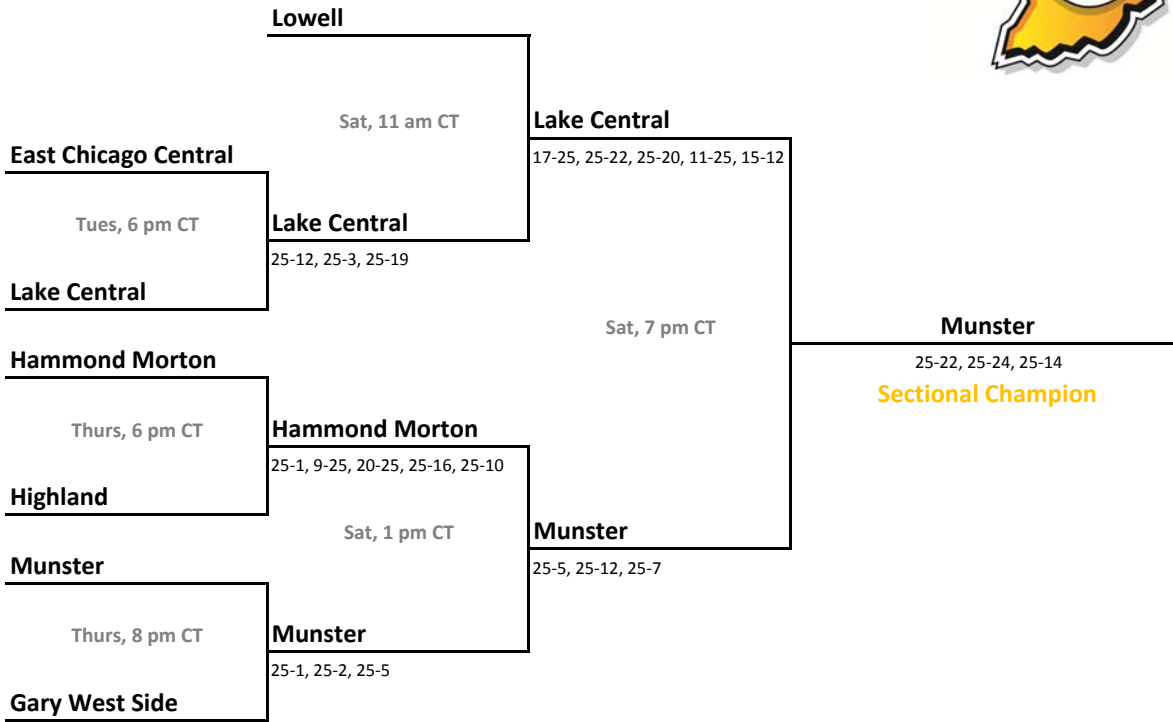 Lowell
Sat, 11 am CT
Lake Central
17-25, 25-22, 25-20, 11-25, 15-12
East Chicago Central
Tues, 6 pm CT
Lake Central
25-12, 25-3, 25-19
Lake Central
Sat, 7 pm CT
Munster
25-22, 25-24, 25-14
Sectional Champion
Hammond Morton
Thurs, 6 pm CT
Hammond Morton
25-1, 9-25, 20-25, 25-16, 25-10
Highland
Sat, 1 pm CT
Munster
25-5, 25-12, 25-7
Munster
Thurs, 8 pm CT
Munster
25-1, 25-2, 25-5
Gary West Side